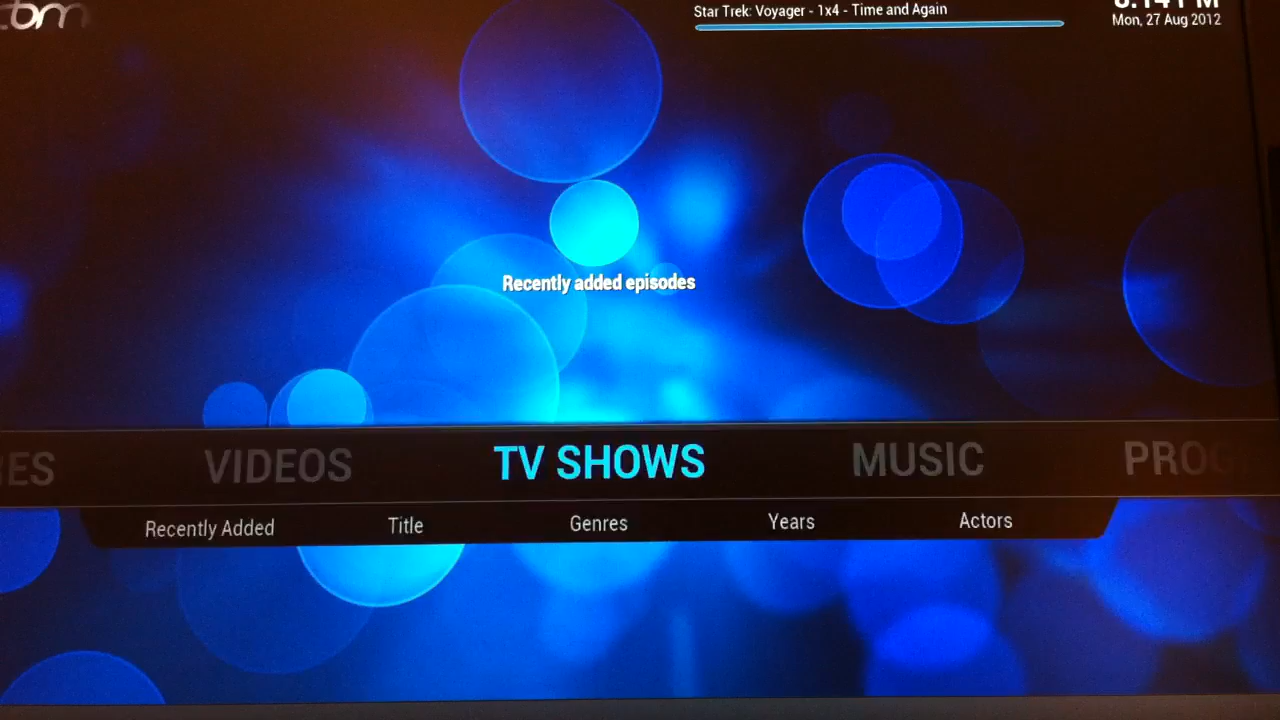 Star Trek: Voyager - 1x4 - Time and Again
Mon, 27 Aug 2012
Recently added episodes
VIDEOS TV SHOWS MUSIC
Recently Added Title Genres Years Actors